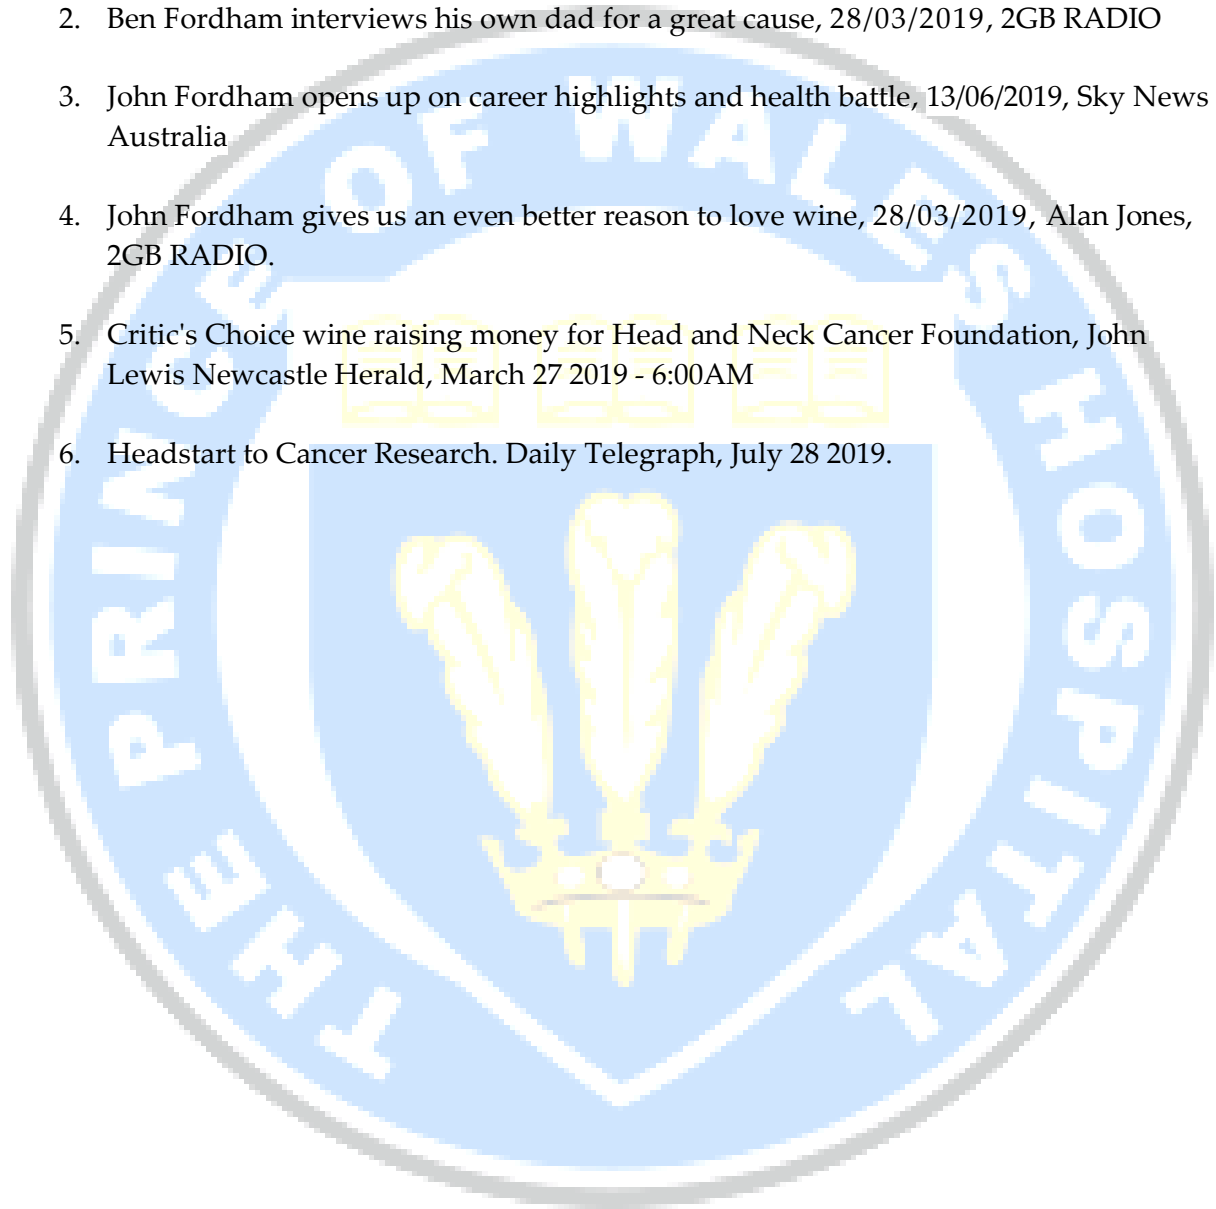 2. Ben Fordham interviews his own dad for a great cause, 28/03/2019, 2GB RADIO
3. John Fordham opens up on career highlights and health battle, 13/06/2019, Sky News
Australia
4. John Fordham gives us an even better reason to love wine, 28/03/2019, Alan Jones,
2GB RADIO.
5. Critic's Choice wine raising money for Head and Neck Cancer Foundation, John
Lewis Newcastle Herald, March 27 2019 - 6:00AM
6. Headstart to Cancer Research. Daily Telegraph, July 28 2019.
THE PRINCE OF WALES HOSPITAL